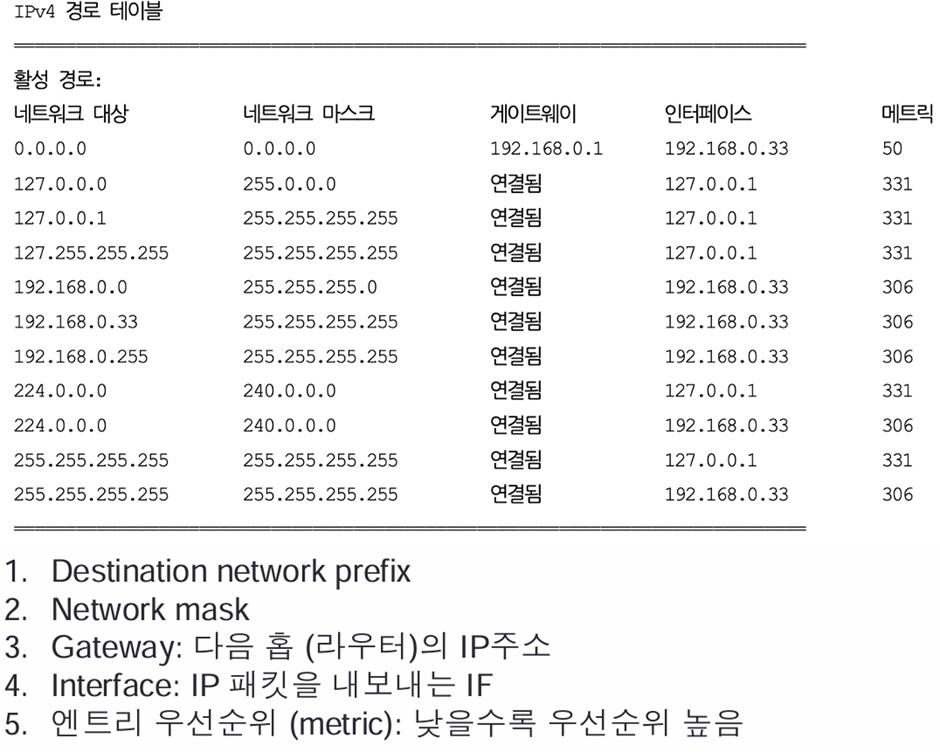 IPv4 경로 테이블
활성 경로:
네트워크 대상 네트워크 마스크 게이트웨이 인터페이스 메트릭
0.0.0.0 0.0.0.0 192.168.0.1 192.168.0.33 50
127.0.0.0 255.0.0.0 연결됨 127.0.0.1 331
127.0.0.1 255.255.255.255 연결됨 127.0.0.1 331
127.255.255.255 255.255.255.255 연결됨 127.0.0.1 331
192.168.0.0 255.255.255.0 연결됨 192.168.0.33 306
192.168.0.33 255.255.255.255 연결됨 192.168.0.33 306
192.168.0.255 255.255.255.255 연결됨 192.168.0.33 306
224.0.0.0 240.0.0.0 연결됨 127.0.0.1 331
224.0.0.0 240.0.0.0 연결됨 192.168.0.33 306
255.255.255.255 255.255.255.255 연결됨 127.0.0.1 331
255.255.255.255 255.255.255.255 연결됨 192.168.0.33 306
1. Destination network prefix
2. Network mask
3. Gateway: 다음 홉 (라우터)의 IP주소
4. Interface: IP 패킷을 내보내는 IF
5. 엔트리 우선순위 (metric): 낮을수록 우선순위 높음